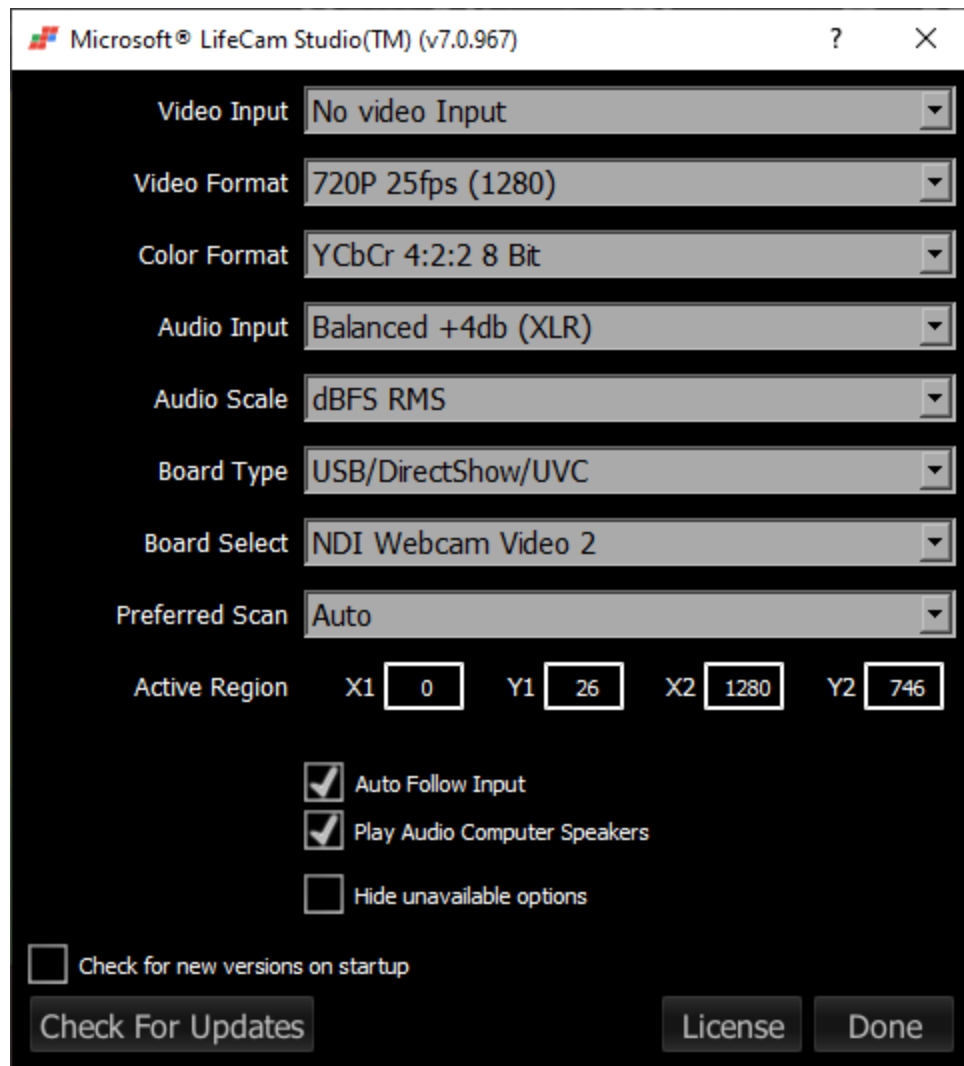 Microsoft® LifeCam Studio(TM) (v7.0.967) ?
Video Input No video Input
Video Format 720P 25fps (1280)
Color Format YCbCr 4:2:2 8 Bit
Audio Input Balanced +4db (XLR)
Audio Scale dBFS RMS
Board Type USB/DirectShow/UVC
Board Select NDI Webcam Video 2
Preferred Scan Auto
Active Region X1 0 Y1 26 X2 1280 Y2 746
Auto Follow Input
Play Audio Computer Speakers
Hide unavailable options
Check for new versions on startup
Check For Updates License Done